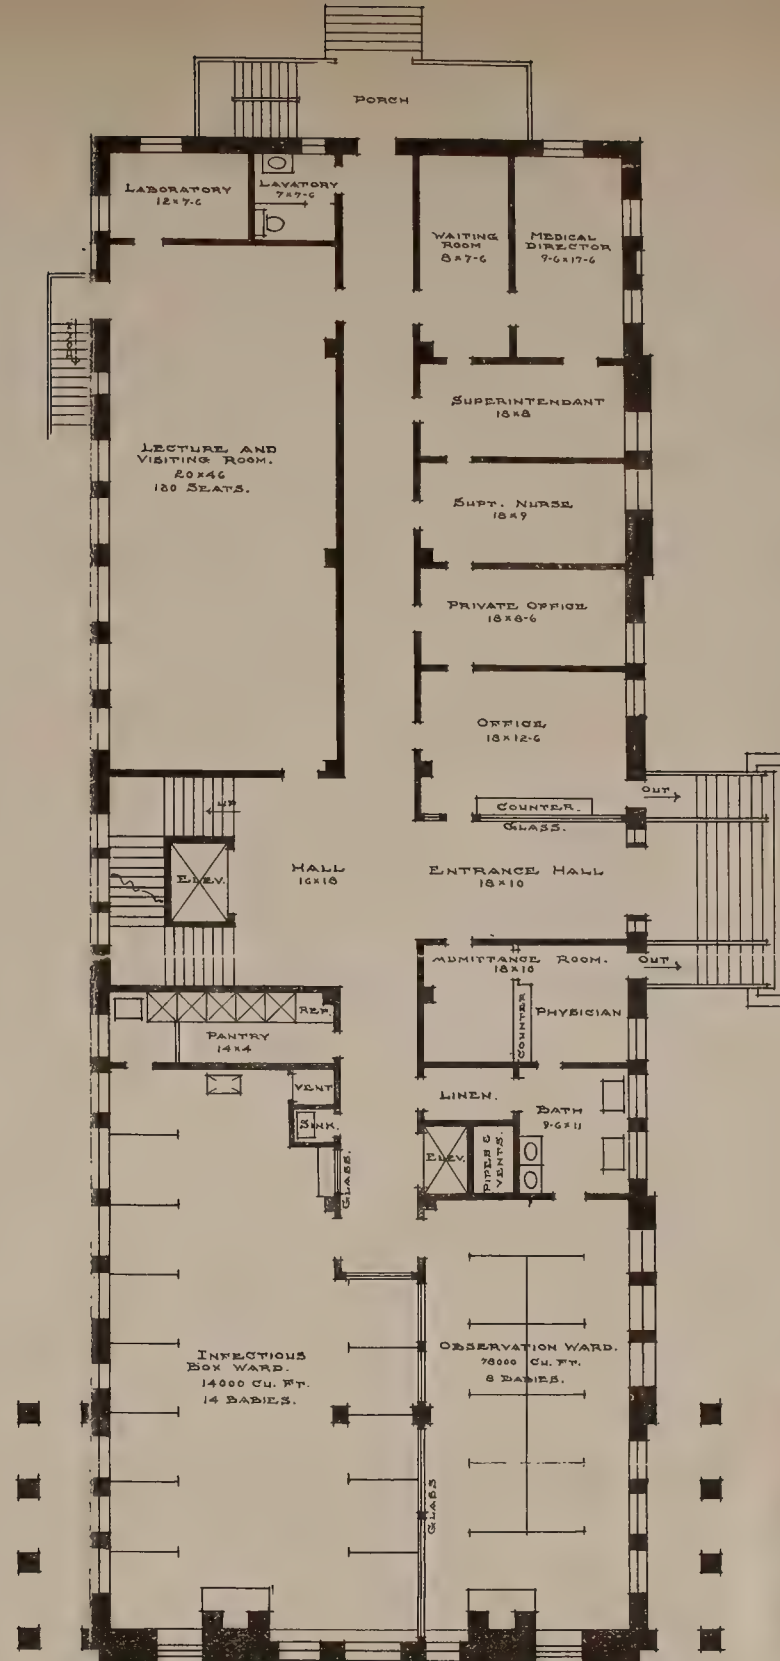 PORCH
LABORATORY
12 x 7-6
LAVATORY
7 x 7-6
WAITING
ROOM
8 x 7-6
MEDICAL
DIRECTOR
9-6 x 17-6
DOWN
SUPERINTENDANT
18 x 8
LECTURE AND
VISITING ROOM.
20 x 46
180 SEATS.
SUPT. NURSE
18 x 9
PRIVATE OFFICE
18 x 8-6
OFFICE
18 x 12-6
OUT
COUNTER.
GLASS.
UP
ELEV.
HALL
16 x 18
ENTRANCE HALL
18 x 10
ADMITTANCE ROOM.
18 x 10
OUT
COUNTER
PHYSICIAN
REF.
PANTRY
14 x 4
VENT
SINK
GLASS.
LINEN.
BATH
9-6 x 11
ELEV.
PIPES &
VENTS.
INFECTIOUS
BOX WARD.
14000 CU. FT.
14 BABIES.
OBSERVATION WARD.
78000 CU. FT.
8 BABIES.
GLASS